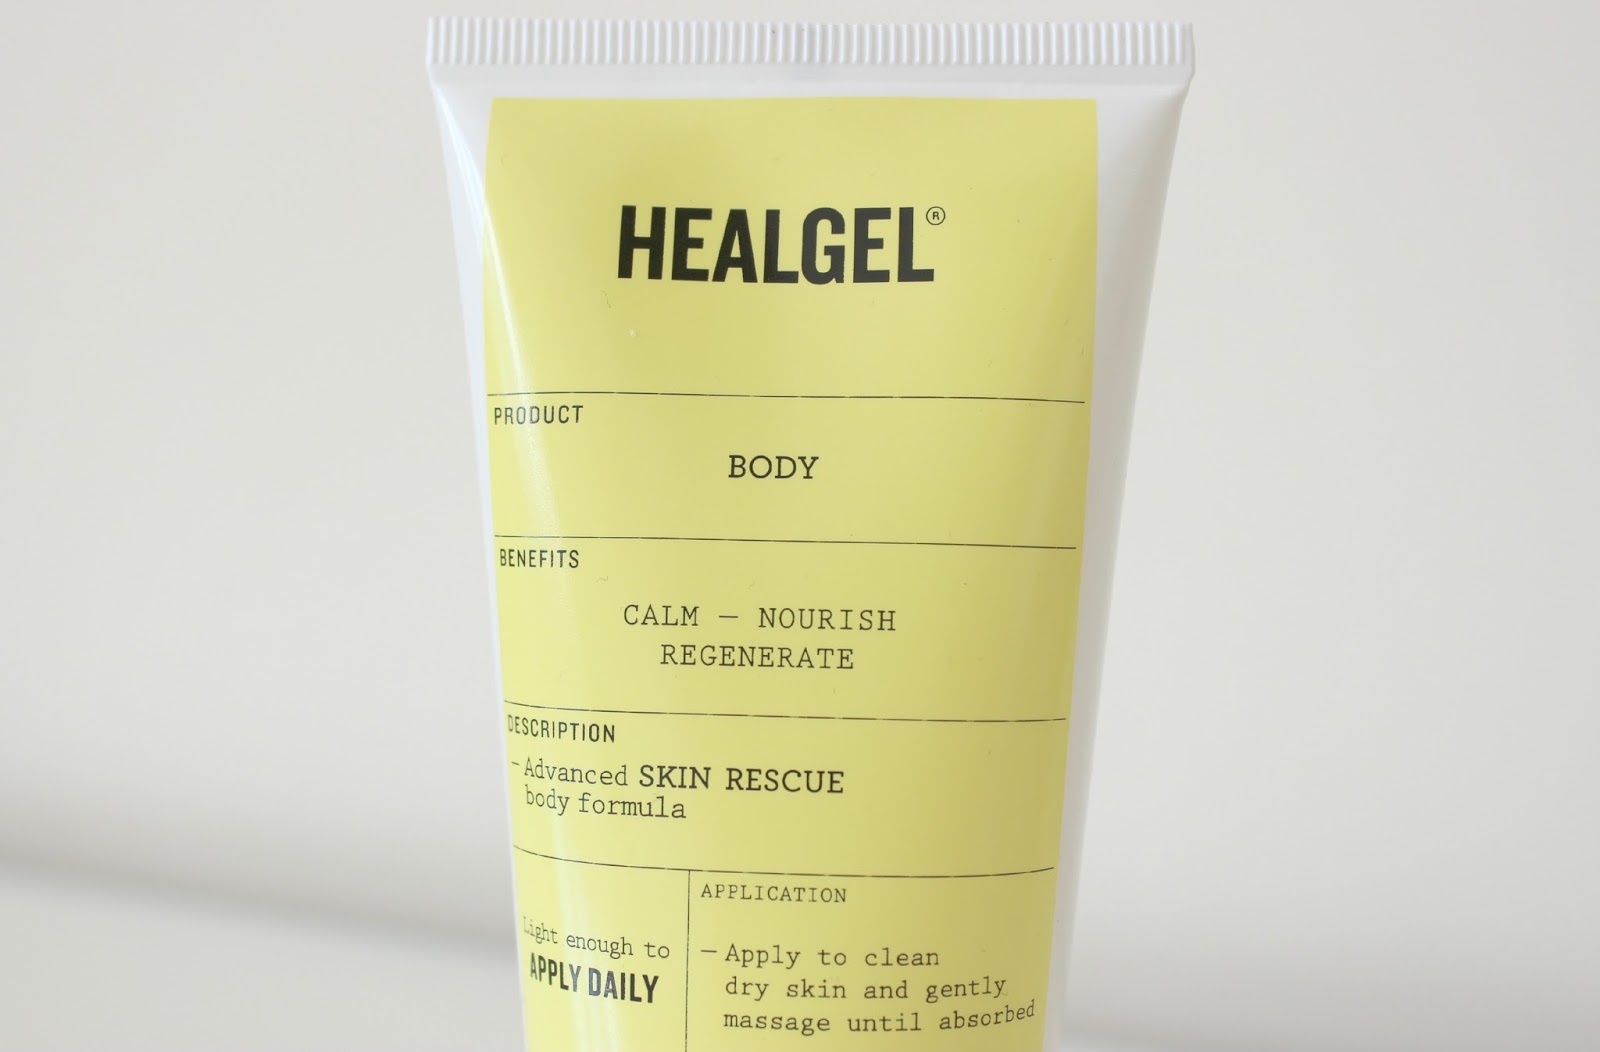 HEALGEL®
PRODUCT
BODY
BENEFITS
CALM — NOURISH
REGENERATE
DESCRIPTION
—Advanced SKIN RESCUE
body formula
Light enough to
APPLY DAILY
APPLICATION
— Apply to clean
dry skin and gently
massage until absorbed